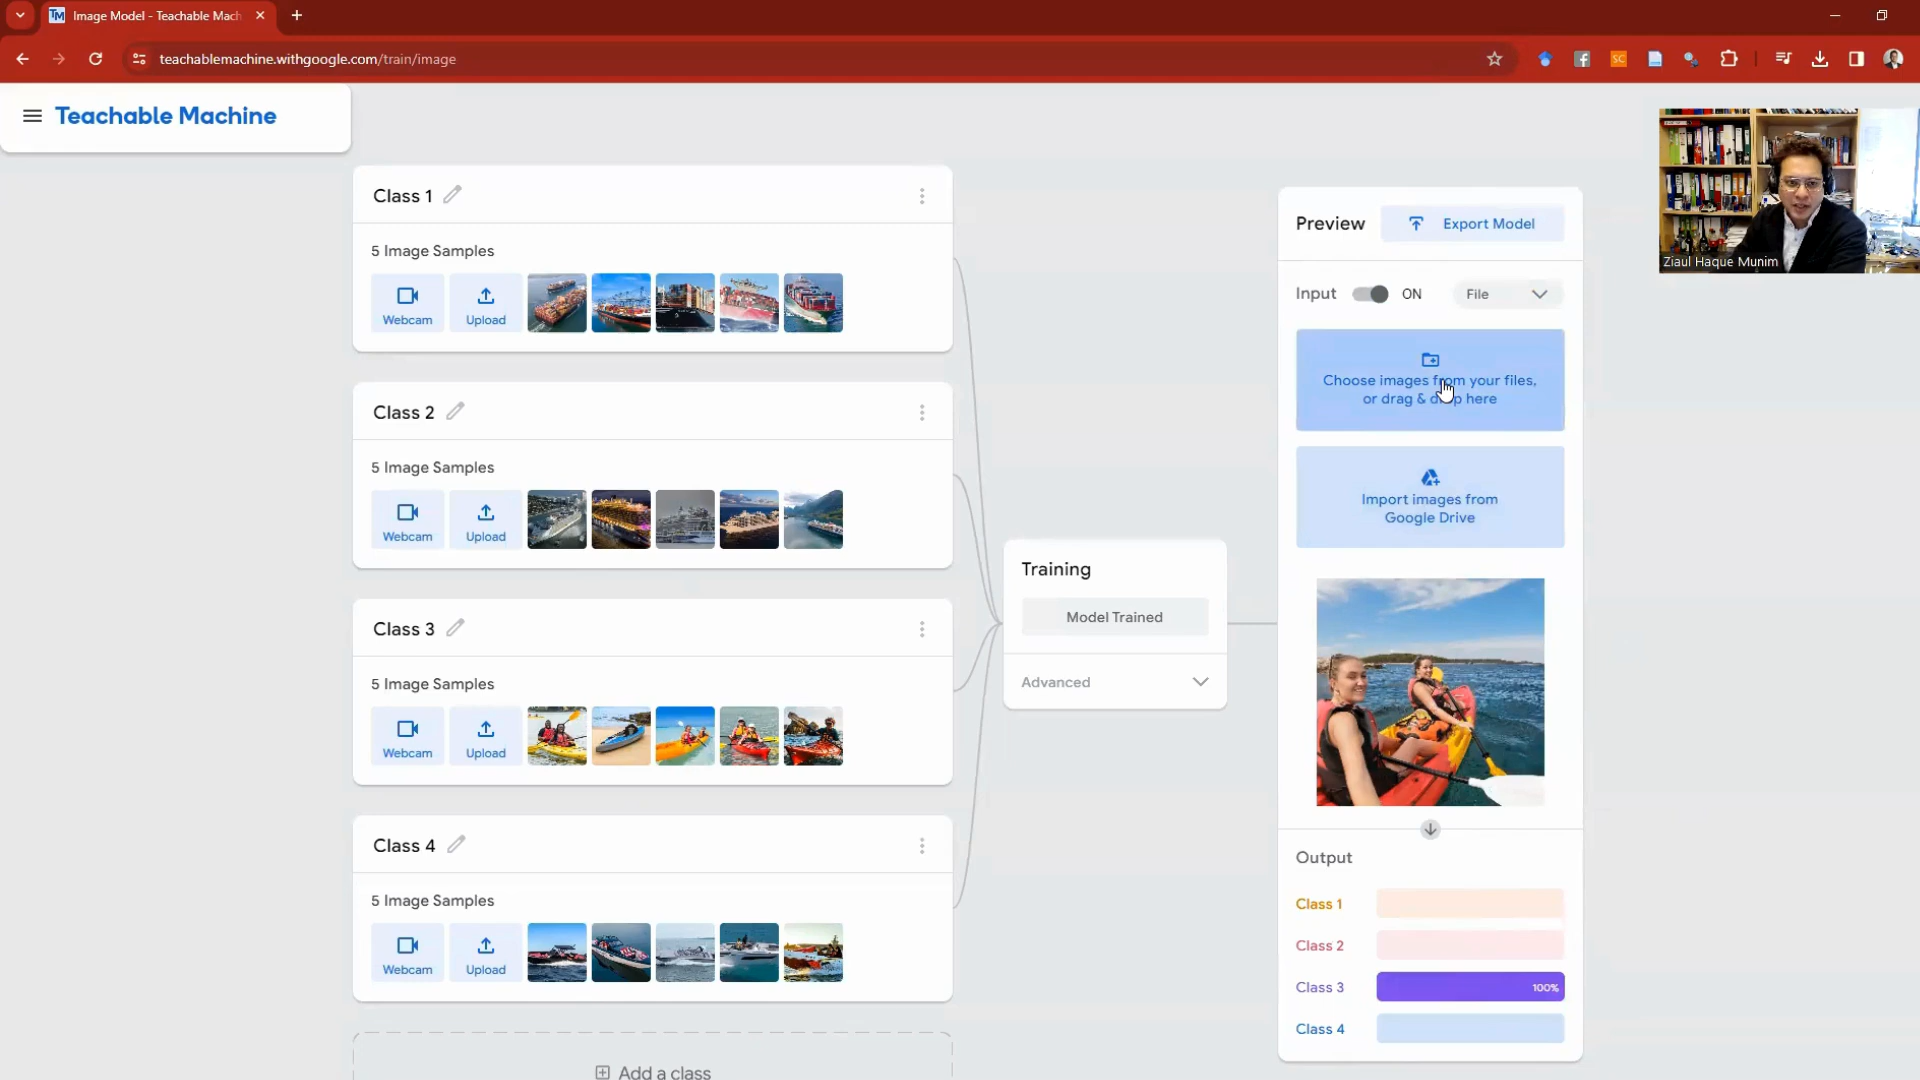 Image Model - Teachable Mach
teachablemachine.withgoogle.com/train/image
SC
Teachable Machine
Class 1
5 Image Samples
Webcam
Upload
Class 2
5 Image Samples
Webcam
Upload
Class 3
5 Image Samples
Webcam
Upload
Class 4
5 Image Samples
Webcam
Upload
Add a class
Training
Model Trained
Advanced
Preview
Export Model
Input ON File
Choose images from your files,
or drag & drop here
Import images from
Google Drive
Output
Class 1
Class 2
Class 3 100%
Class 4
Ziaul Haque Munim